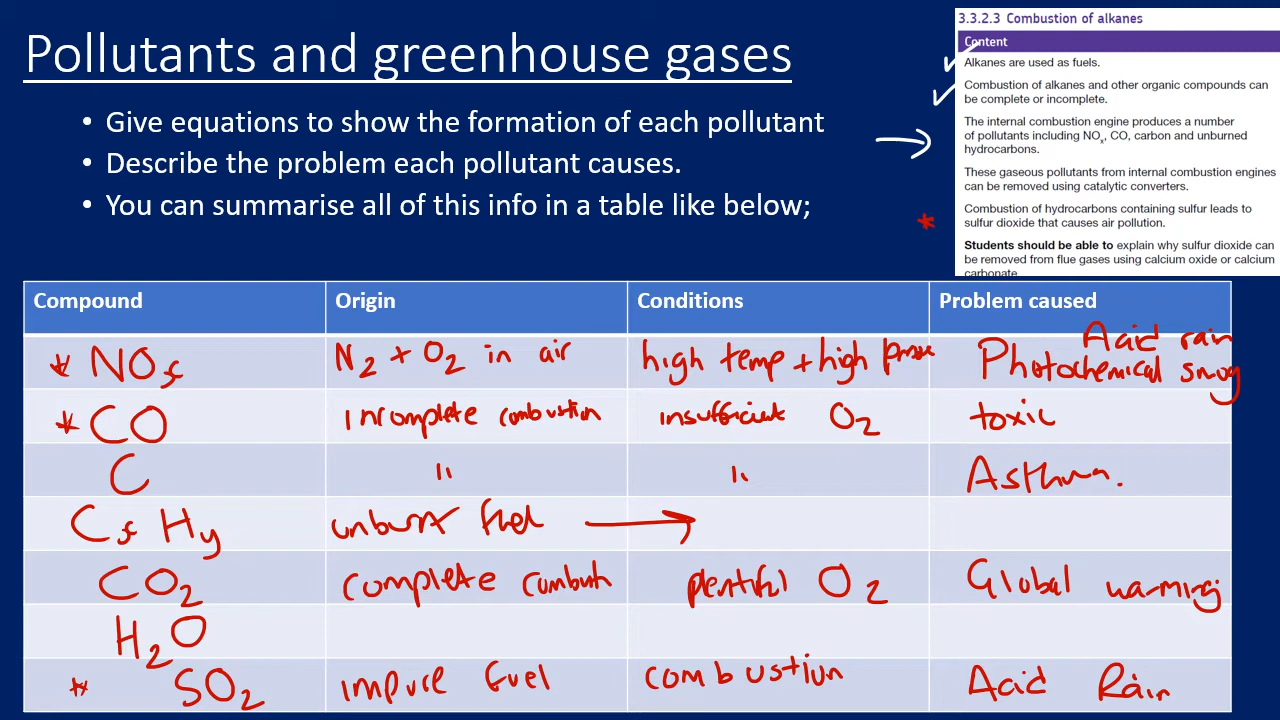 Pollutants and greenhouse gases
• Give equations to show the formation of each pollutant
• Describe the problem each pollutant causes.
• You can summarise all of this info in a table like below;
3.3.2.3 Combustion of alkanes
Content
Alkanes are used as fuels.
Combustion of alkanes and other organic compounds can
be complete or incomplete.
The internal combustion engine produces a number
of pollutants including NOx, CO, carbon and unburned
hydrocarbons.
These gaseous pollutants from internal combustion engines
can be removed using catalytic converters.
* Combustion of hydrocarbons containing sulfur leads to
sulfur dioxide that causes air pollution.
Students should be able to explain why sulfur dioxide can
be removed from flue gases using calcium oxide or calcium
carbonate
Compound Origin Conditions Problem caused
* NOx N2 + O2 in air high temp + high Acid rain Photochemical smog
* CO Incomplete combustion insufficient O2 toxic
C " " Asthma.
CxHy fuel →
CO2 complete plentiful O2 Global warming
H2O
* SO2 impure fuel combustion Acid Rain